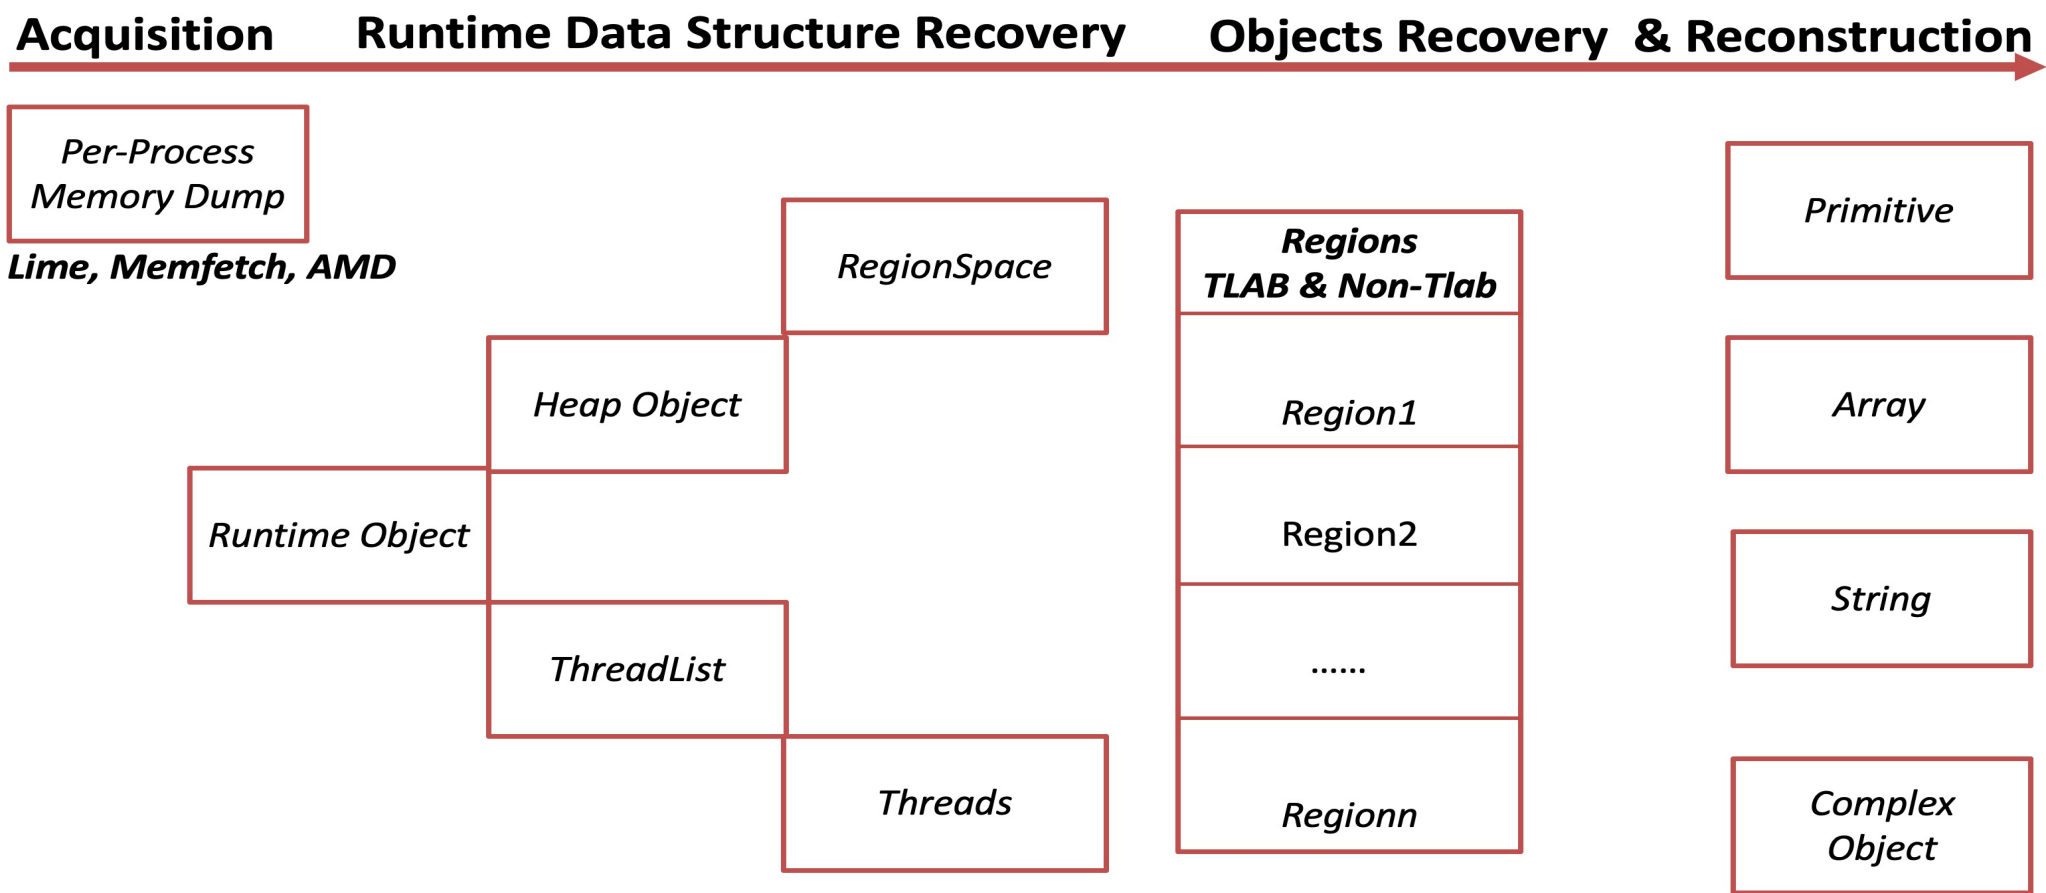 Acquisition
Runtime Data Structure Recovery
Objects Recovery & Reconstruction
Per-Process
Memory Dump
Lime, Memfetch, AMD
Runtime Object
Heap Object
ThreadList
RegionSpace
Threads
Regions
TLAB & Non-Tlab
Region1
Region2
......
Regionn
Primitive
Array
String
Complex
Object